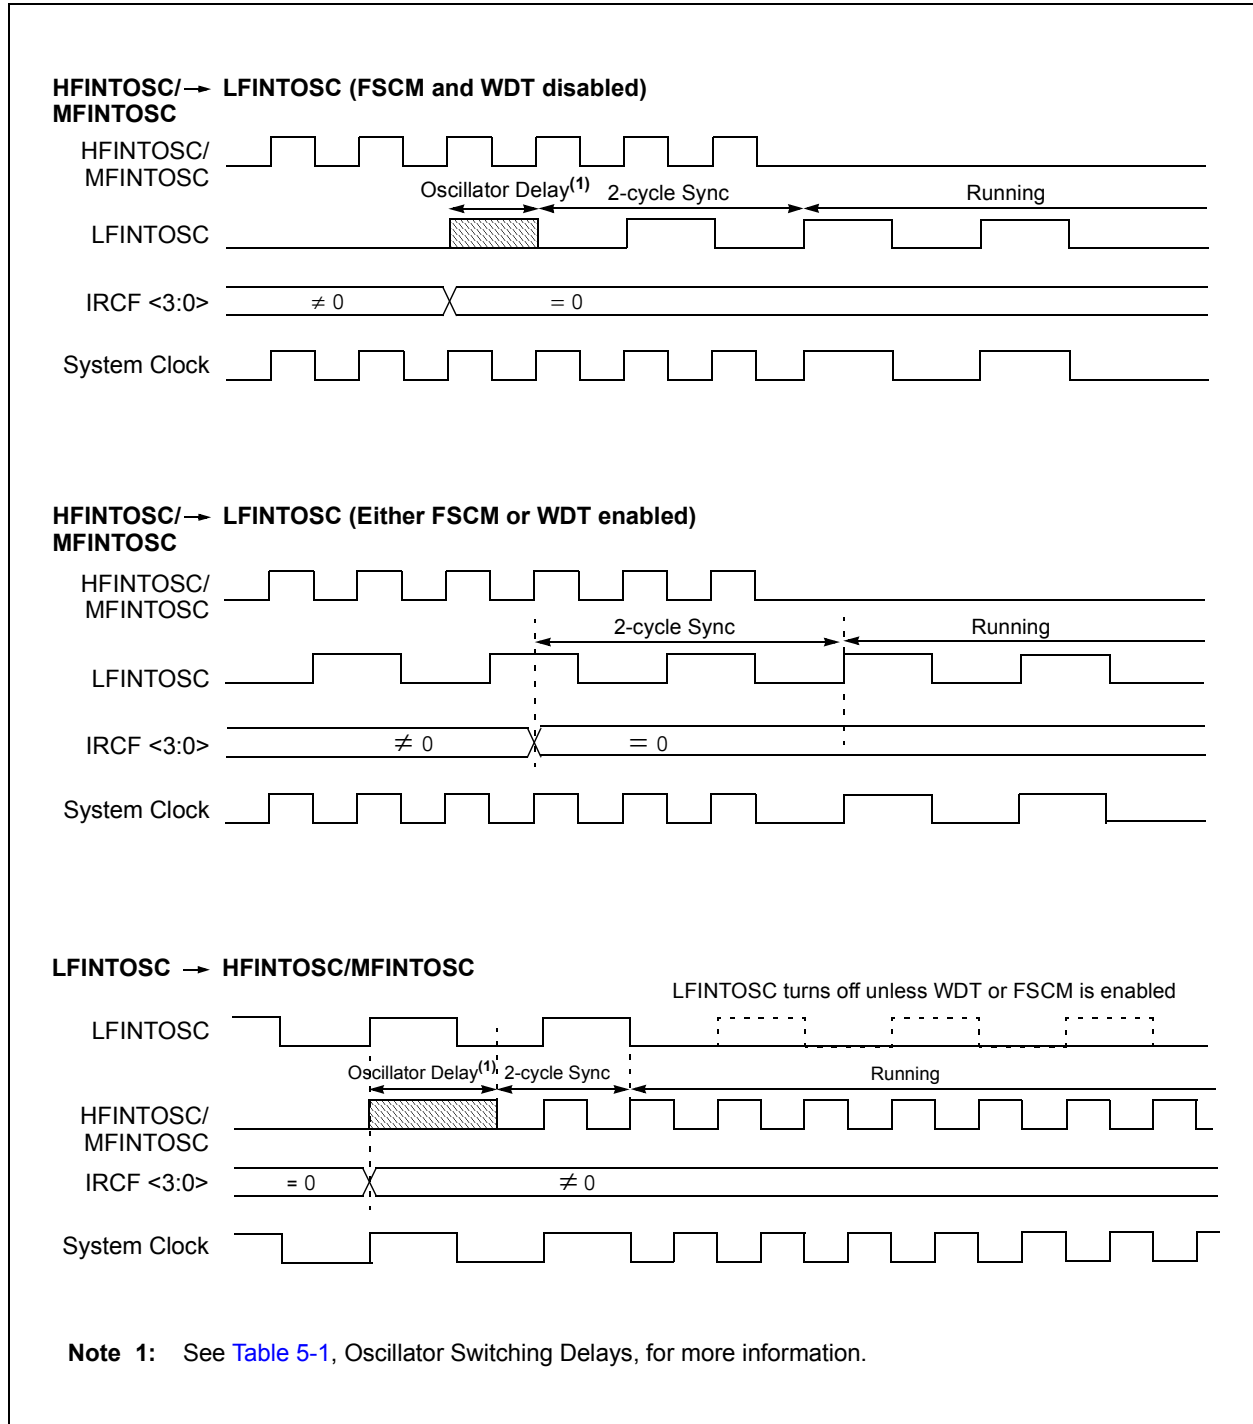 HFINTOSC/→ LFINTOSC (FSCM and WDT disabled)
MFINTOSC
HFINTOSC/
MFINTOSC
Oscillator Delay(1) 2-cycle Sync Running
LFINTOSC
IRCF <3:0> ≠ 0 = 0
System Clock
HFINTOSC/→ LFINTOSC (Either FSCM or WDT enabled)
MFINTOSC
HFINTOSC/
MFINTOSC
2-cycle Sync Running
LFINTOSC
IRCF <3:0> ≠ 0 = 0
System Clock
LFINTOSC → HFINTOSC/MFINTOSC
LFINTOSC turns off unless WDT or FSCM is enabled
LFINTOSC
Oscillator Delay(1) 2-cycle Sync Running
HFINTOSC/
MFINTOSC
IRCF <3:0> = 0 ≠ 0
System Clock
Note 1: See Table 5-1, Oscillator Switching Delays, for more information.